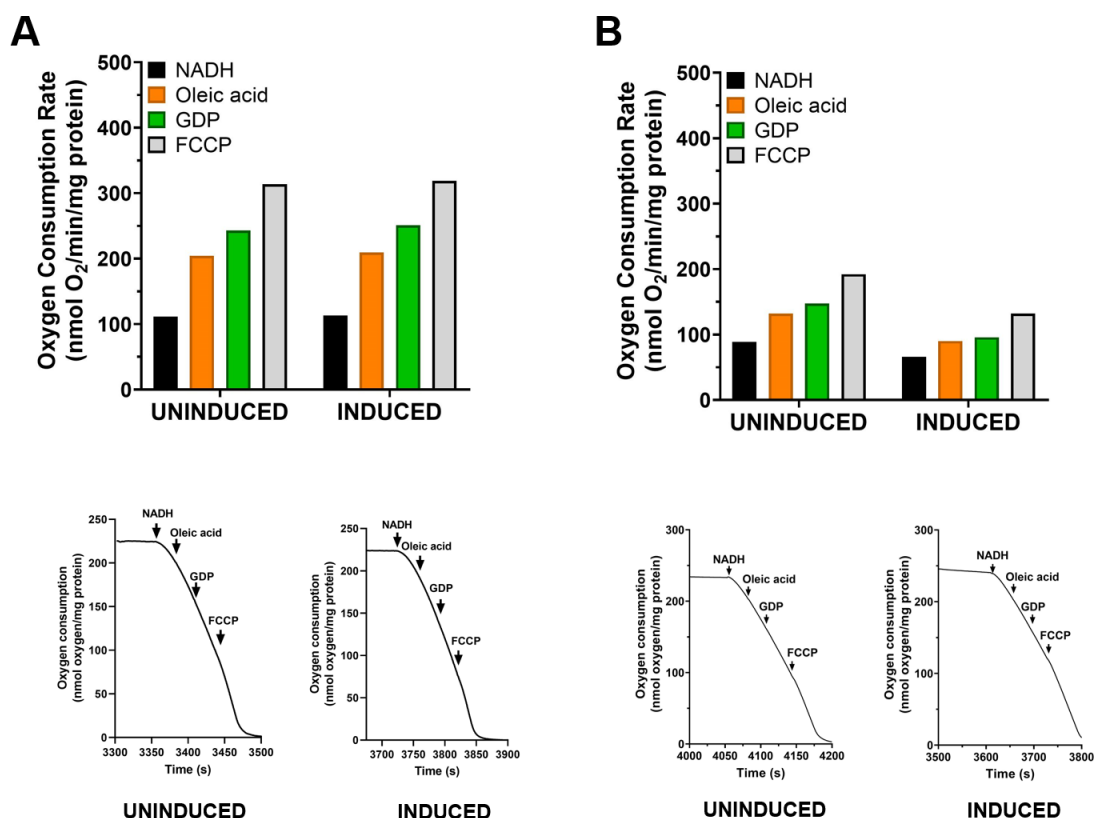 A
Oxygen Consumption Rate
(nmol O₂/min/mg protein)
500
400
300
200
100
0
NADH
Oleic acid
GDP
FCCP
UNINDUCED
INDUCED
B
Oxygen Consumption Rate
(nmol O₂/min/mg protein)
500
400
300
200
100
0
NADH
Oleic acid
GDP
FCCP
UNINDUCED
INDUCED
Oxygen consumption
(nmol oxygen/mg protein)
250
200
150
100
50
0
NADH
Oleic acid
GDP
FCCP
3300 3350 3400 3450 3500
Time (s)
UNINDUCED
Oxygen consumption
(nmol oxygen/mg protein)
250
200
150
100
50
0
NADH
Oleic acid
GDP
FCCP
3700 3750 3800 3850 3900
Time (s)
INDUCED
Oxygen consumption
(nmol oxygen/mg protein)
300
200
100
0
NADH
Oleic acid
GDP
FCCP
4000 4050 4100 4150 4200
Time (s)
UNINDUCED
Oxygen consumption
(nmol oxygen/mg protein)
300
200
100
0
NADH
Oleic acid
GDP
FCCP
3500 3600 3700 3800
Time (s)
INDUCED